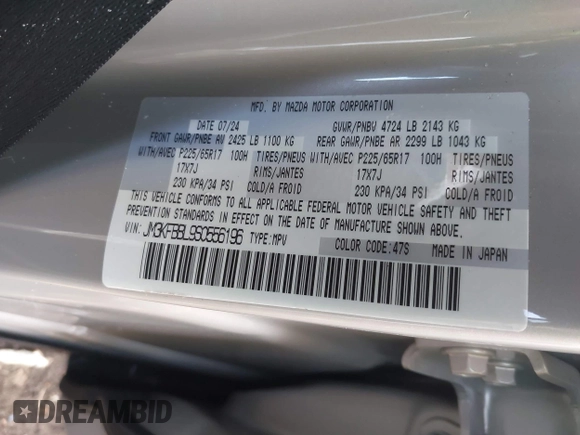 MFD. BY MAZDA MOTOR CORPORATION
DATE 07/24 GVWR/PNBV 4724 LB 2143 KG
FRONT GAWR/PNBE AV 2425 LB 1100 KG REAR GAWR/PNBE AR 2299 LB 1043 KG
WITH/AVEC P225/65R17 100H TIRES/PNEUS WITH/AVEC P225/65R17 100H TIRES/PNEUS
17X7J RIMS/JANTES 17X7J RIMS/JANTES
230 KPA/34 PSI COLD/A FROID 230 KPA/34 PSI COLD/A FROID
THIS VEHICLE CONFORMS TO ALL APPLICABLE FEDERAL MOTOR VEHICLE SAFETY AND THEFT
PREVENTION STANDARDS IN EFFECT ON THE DATE OF MANUFACTURE SHOWN ABOVE.
VIN: JM3KFBBL9S0556196 TYPE:MPV COLOR CODE:47S MADE IN JAPAN
DREAMBID